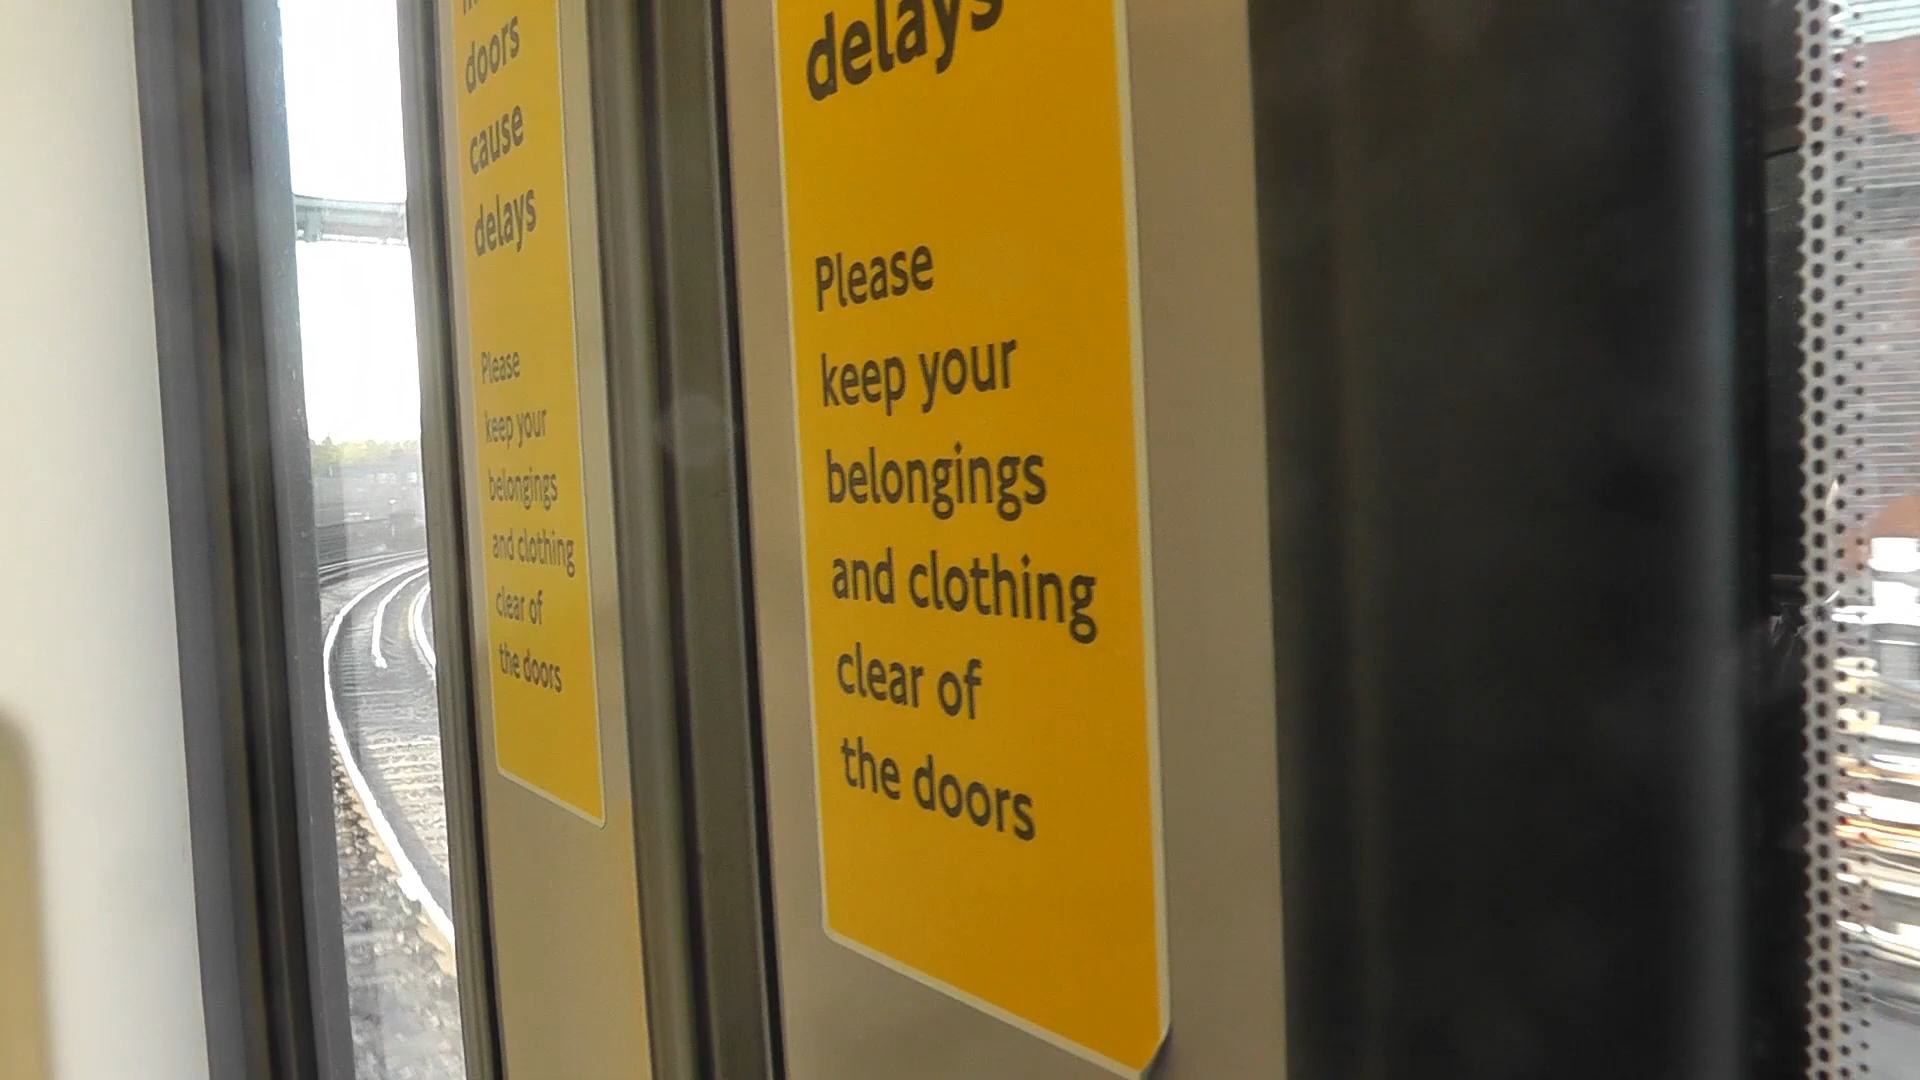 doors
cause
delays
Please
keep your
belongings
and clothing
clear of
the doors
delays
Please
keep your
belongings
and clothing
clear of
the doors